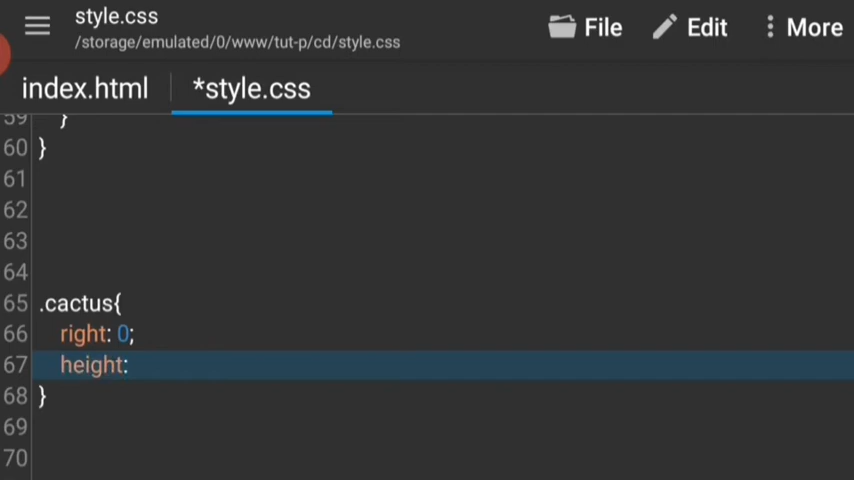 style.css
/storage/emulated/0/www/tut-p/cd/style.css
File
Edit
More
index.html
*style.css
59 }
60 }
61
62
63
64
65 .cactus{
66 right: 0;
67 height:
68 }
69
70